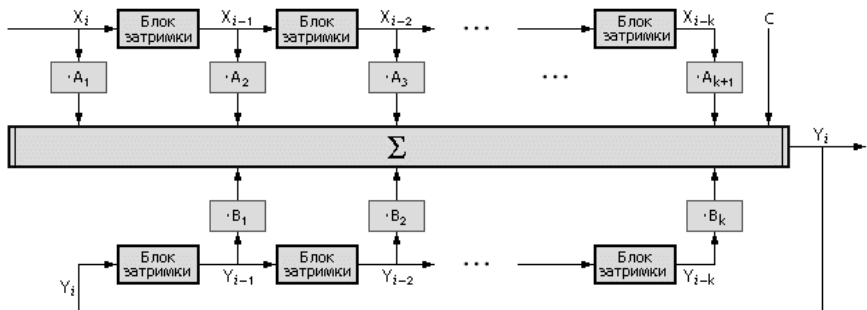 Xᵢ Блок затримки Xᵢ₋₁ Блок затримки Xᵢ₋₂ ... Блок затримки Xᵢ₋ₖ C
·A₁ ·A₂ ·A₃ ... ·Aₖ₊₁
Σ Yᵢ
·B₁ ·B₂ ·Bₖ
Yᵢ Блок затримки Yᵢ₋₁ Блок затримки Yᵢ₋₂ ... Блок затримки Yᵢ₋ₖ